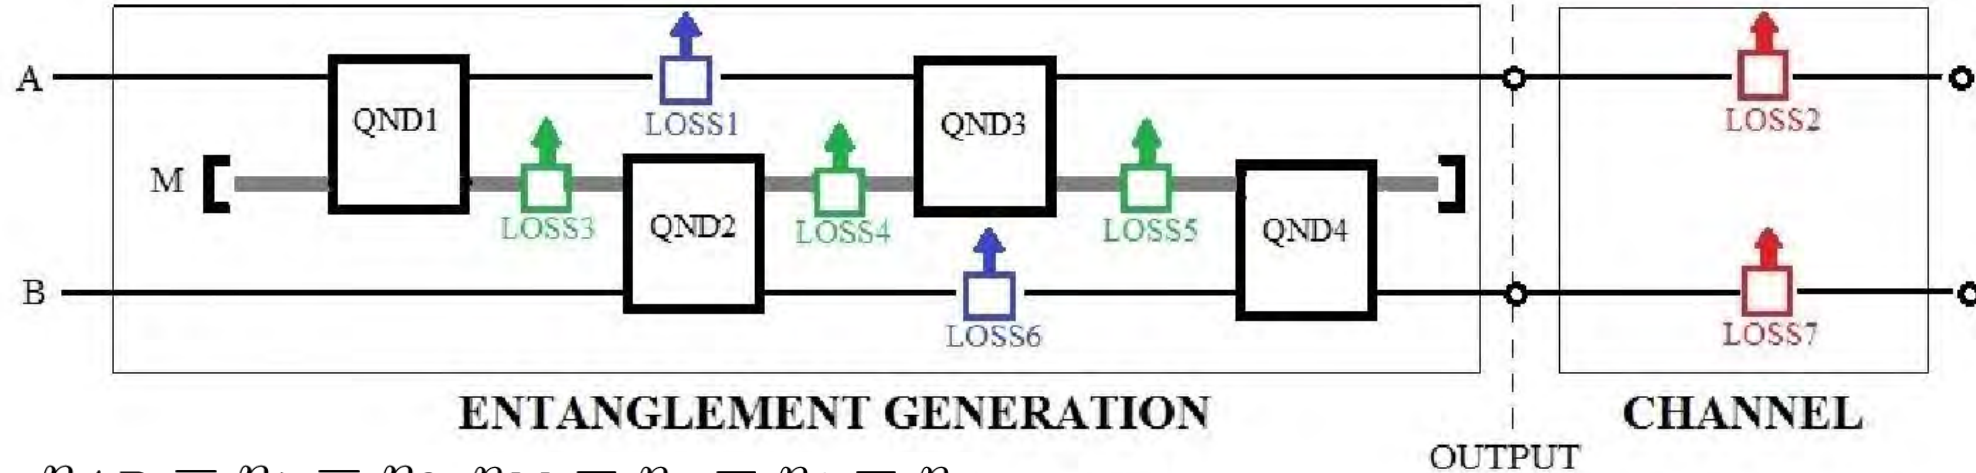 A
QND1
LOSS1
QND3
LOSS2
M
LOSS3
QND2
LOSS4
LOSS5
QND4
B
LOSS6
LOSS7
ENTANGLEMENT GENERATION
CHANNEL
OUTPUT